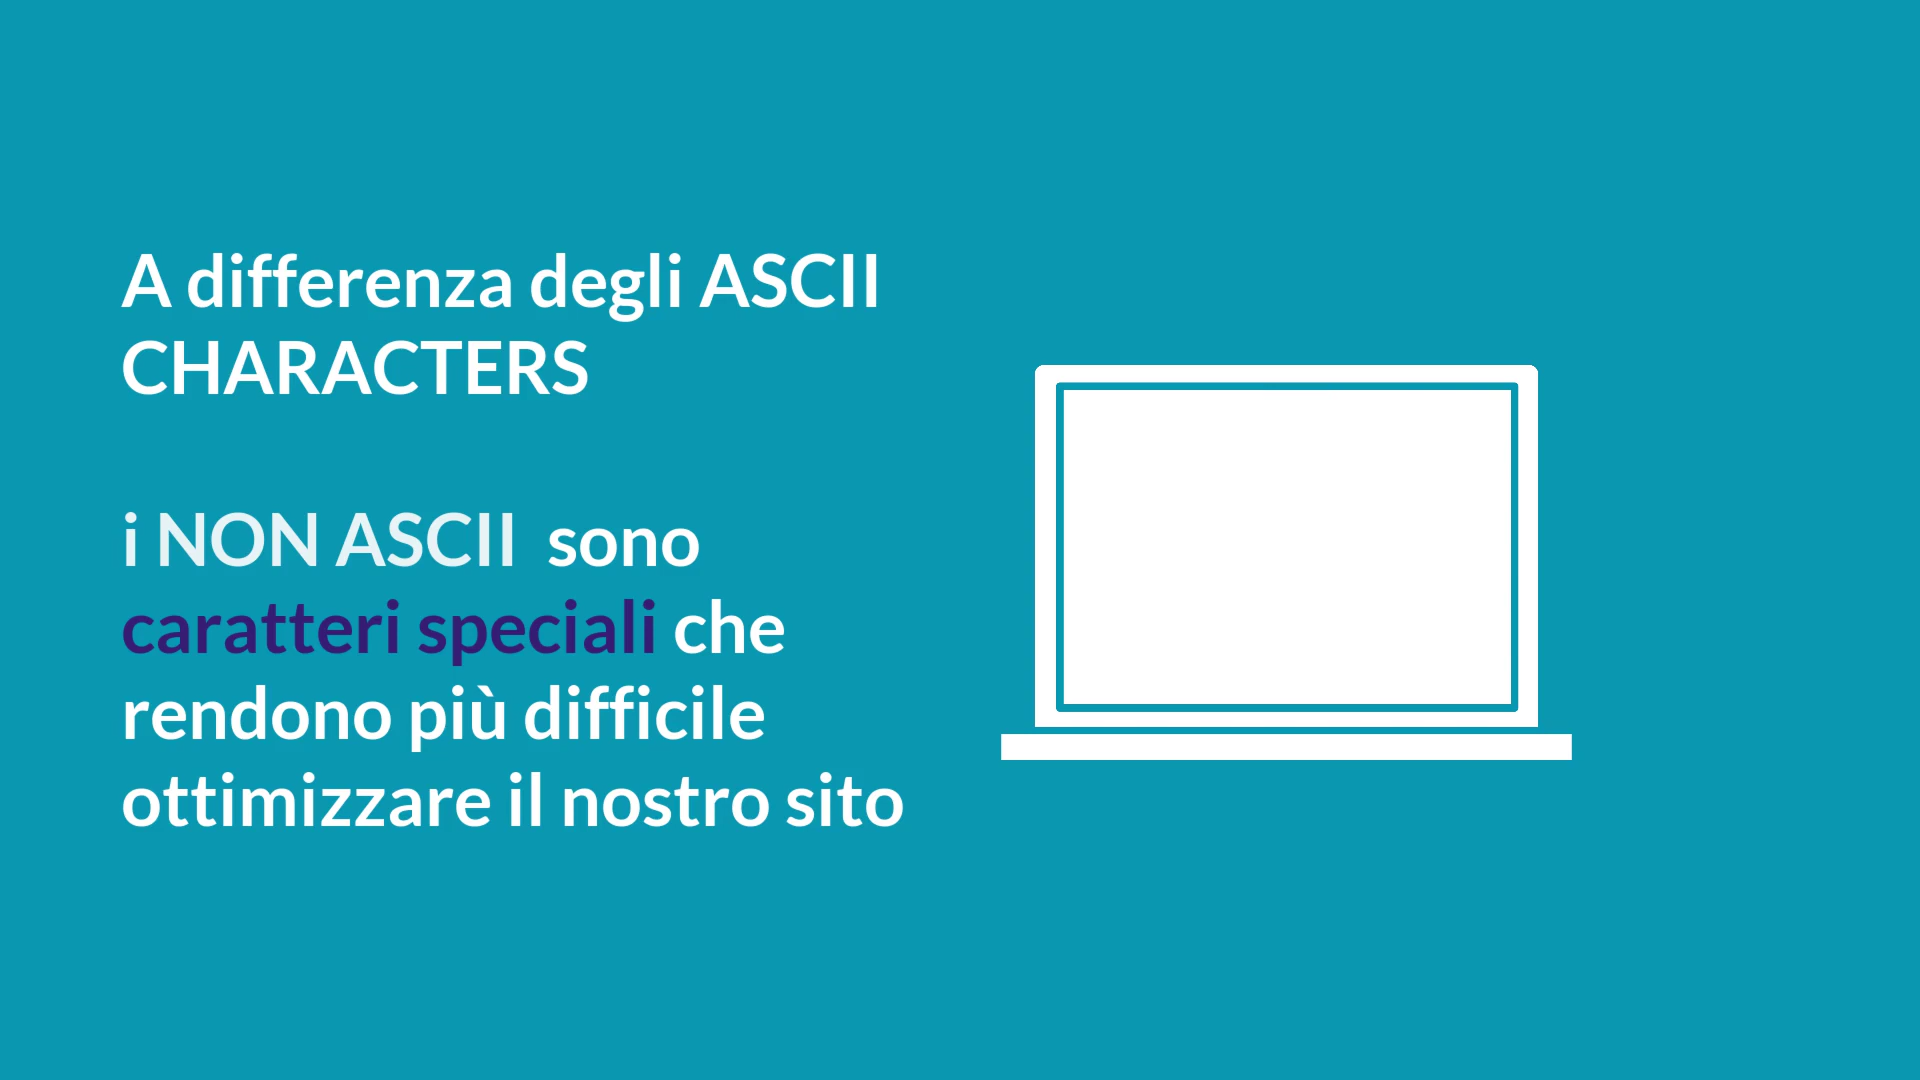 A differenza degli ASCII
CHARACTERS
i NON ASCII sono
caratteri speciali che
rendono più difficile
ottimizzare il nostro sito